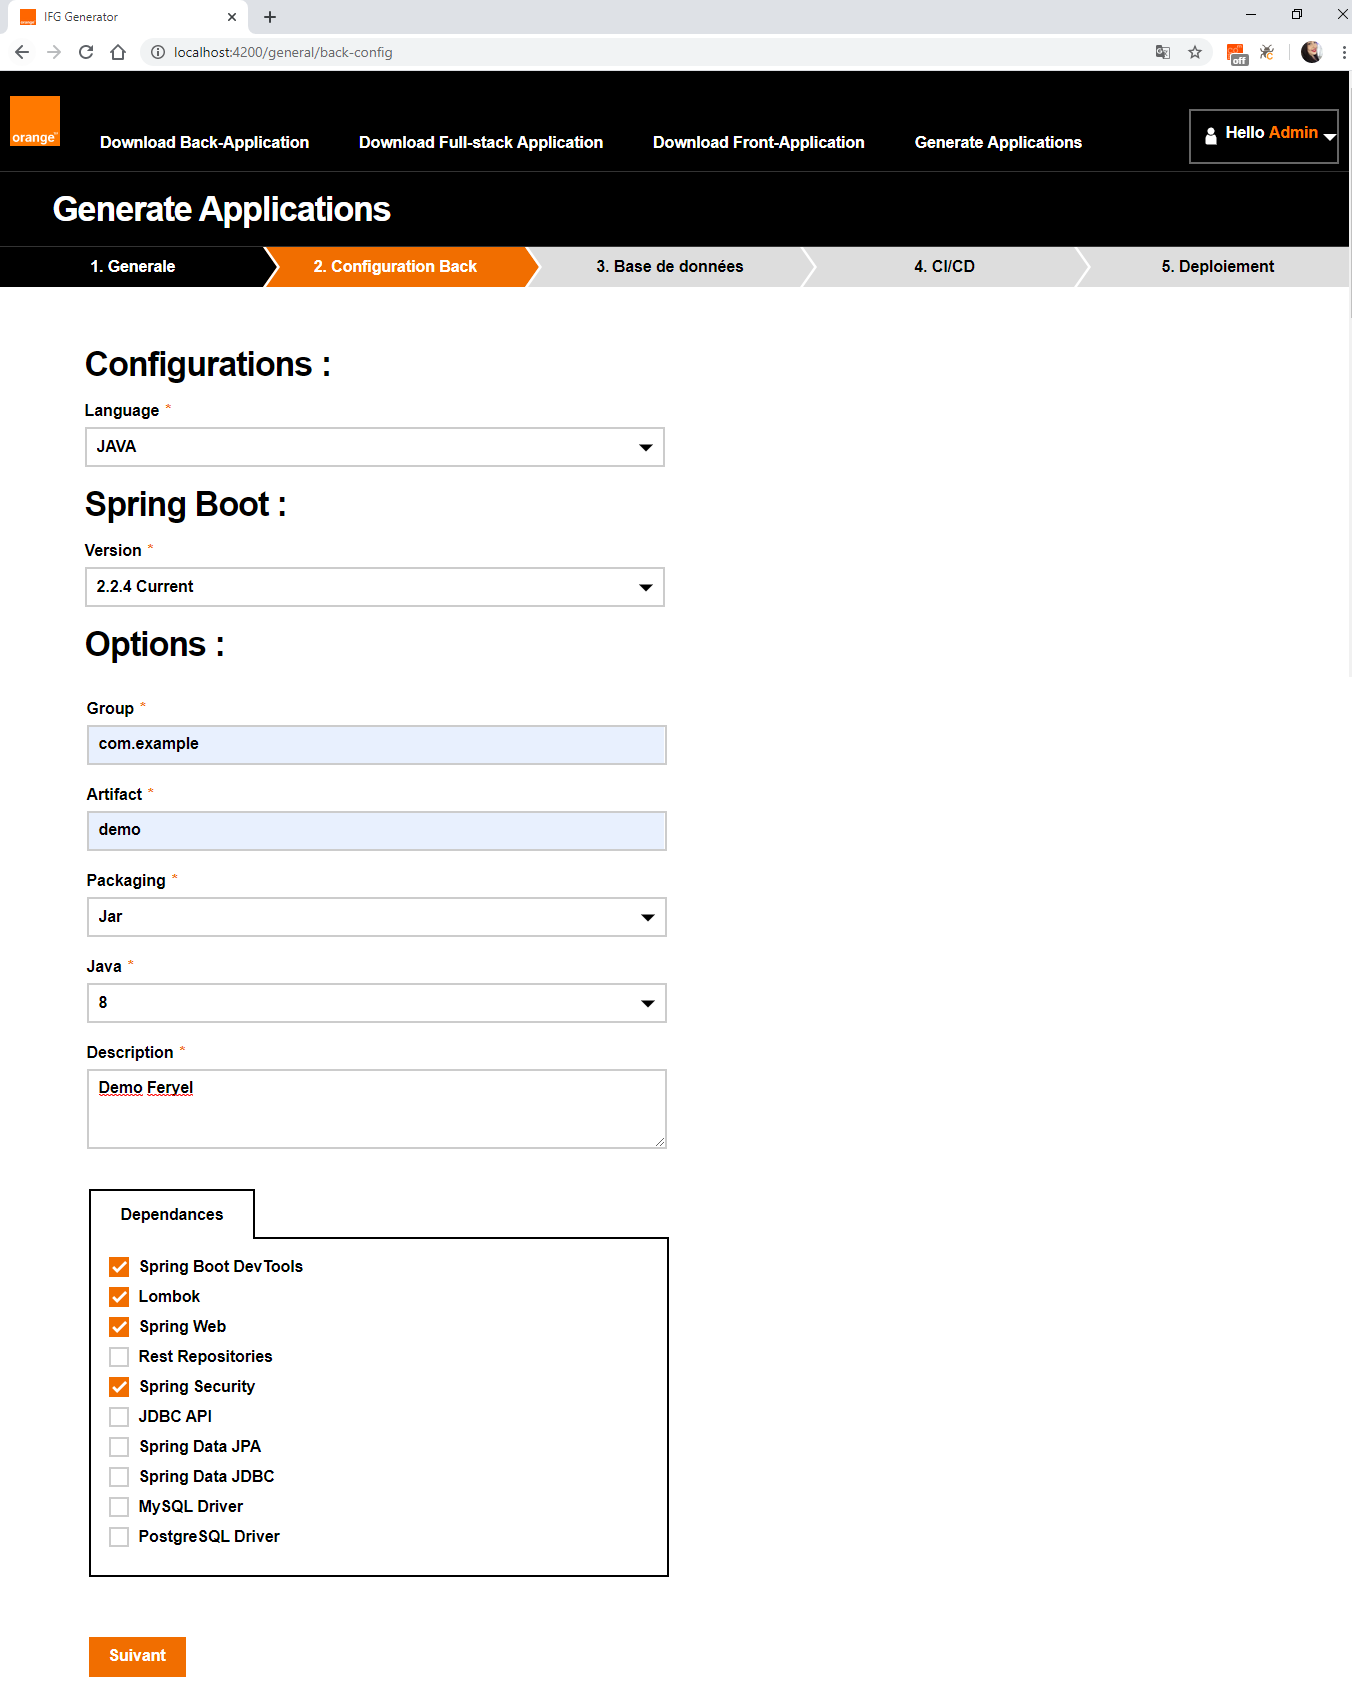 IFG Generator
localhost:4200/general/back-config
off
orange™
Download Back-Application
Download Full-stack Application
Download Front-Application
Generate Applications
Hello Admin
Generate Applications
1. Generale
2. Configuration Back
3. Base de données
4. CI/CD
5. Deploiement
Configurations :
Language *
JAVA
Spring Boot :
Version *
2.2.4 Current
Options :
Group *
com.example
Artifact *
demo
Packaging *
Jar
Java *
8
Description *
Demo Feryel
Dependances
Spring Boot DevTools
Lombok
Spring Web
Rest Repositories
Spring Security
JDBC API
Spring Data JPA
Spring Data JDBC
MySQL Driver
PostgreSQL Driver
Suivant